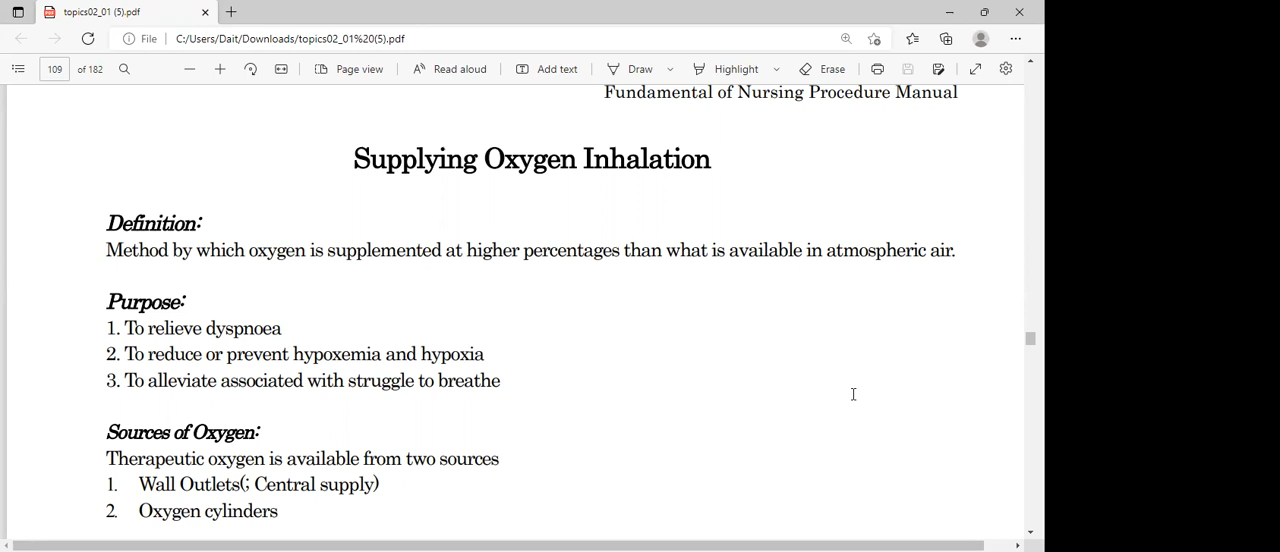 topics02_01 (5).pdf
File
C:/Users/Dait/Downloads/topics02_01%20(5).pdf
109 of 182
Page view
Read aloud
Add text
Draw
Highlight
Erase
Fundamental of Nursing Procedure Manual
Supplying Oxygen Inhalation
Definition:
Method by which oxygen is supplemented at higher percentages than what is available in atmospheric air.
Purpose:
1. To relieve dyspnoea
2. To reduce or prevent hypoxemia and hypoxia
3. To alleviate associated with struggle to breathe
Sources of Oxygen:
Therapeutic oxygen is available from two sources
1. Wall Outlets(; Central supply)
2. Oxygen cylinders